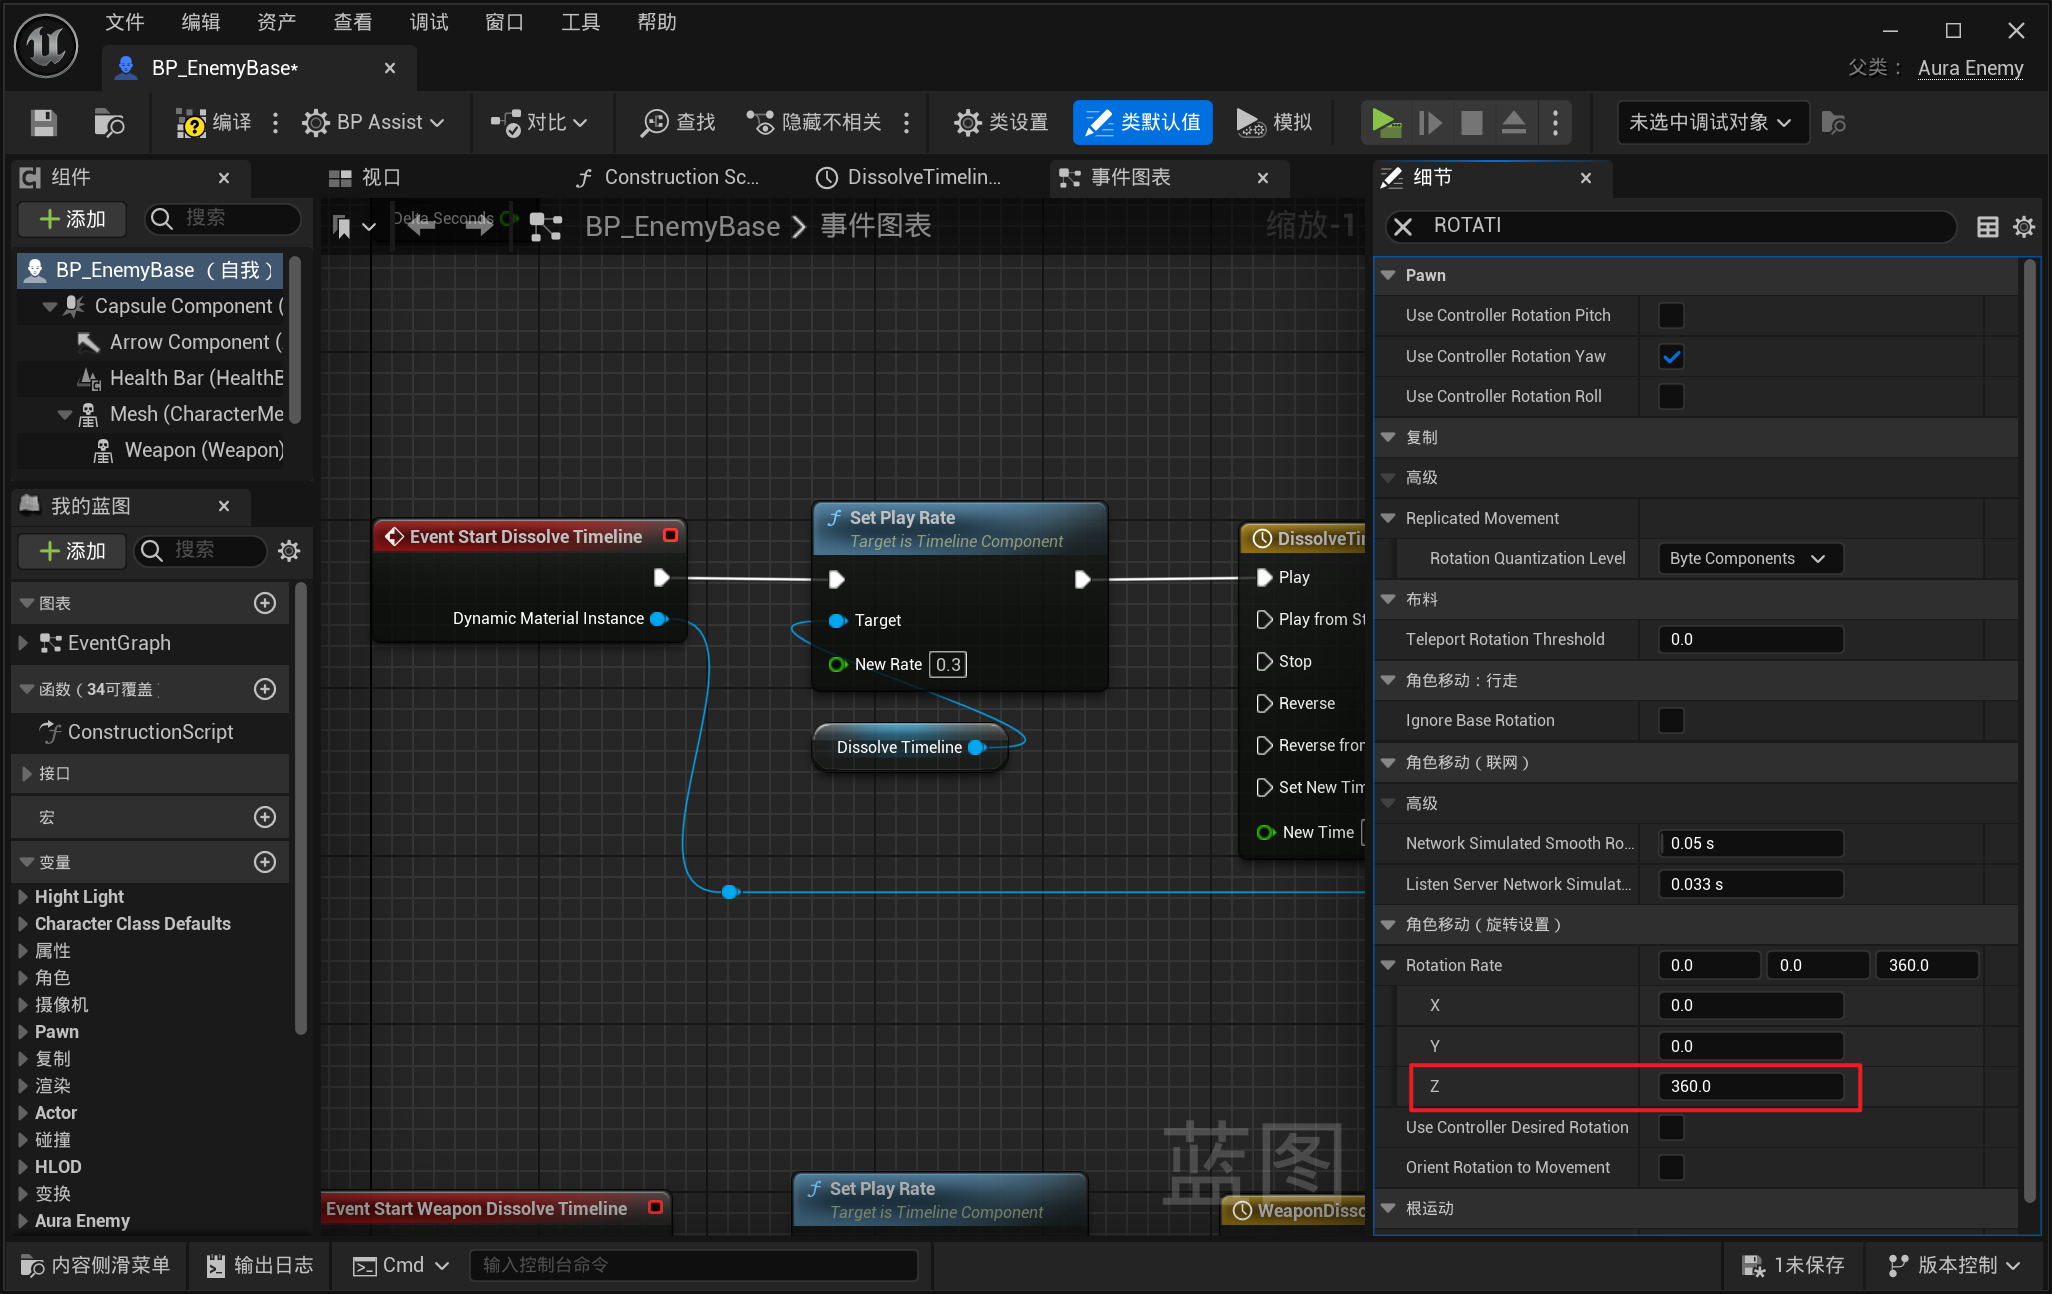 文件 编辑 资产 查看 调试 窗口 工具 帮助
BP_EnemyBase*
父类： Aura Enemy
编译 BP Assist 对比 查找 隐藏不相关 类设置 类默认值 模拟 未选中调试对象
组件
添加 搜索
BP_EnemyBase （自我）
Capsule Component (
Arrow Component (
Health Bar (HealthB
Mesh (CharacterMe
Weapon (Weapon)
我的蓝图
添加 搜索
图表
EventGraph
函数（34可覆盖
ConstructionScript
接口
宏
变量
Hight Light
Character Class Defaults
属性
角色
摄像机
Pawn
复制
渲染
Actor
碰撞
HLOD
变换
Aura Enemy
视口 Construction Sc... DissolveTimelin... 事件图表
Delta Seconds
BP_EnemyBase 事件图表 缩放-1
Event Start Dissolve Timeline
Dynamic Material Instance
Set Play Rate
Target is Timeline Component
Target
New Rate 0.3
Dissolve Timeline
DissolveTi
Play
Play from St
Stop
Reverse
Reverse from
Set New Tim
New Time
蓝图
Event Start Weapon Dissolve Timeline
Set Play Rate
Target is Timeline Component
WeaponDisso
细节
ROTATI
Pawn
Use Controller Rotation Pitch
Use Controller Rotation Yaw
Use Controller Rotation Roll
复制
高级
Replicated Movement
Rotation Quantization Level Byte Components
布料
Teleport Rotation Threshold 0.0
角色移动：行走
Ignore Base Rotation
角色移动（联网）
高级
Network Simulated Smooth Ro... 0.05 s
Listen Server Network Simulat... 0.033 s
角色移动（旋转设置）
Rotation Rate 0.0 0.0 360.0
X 0.0
Y 0.0
Z 360.0
Use Controller Desired Rotation
Orient Rotation to Movement
根运动
内容侧滑菜单 输出日志 Cmd 输入控制台命令 1未保存 版本控制